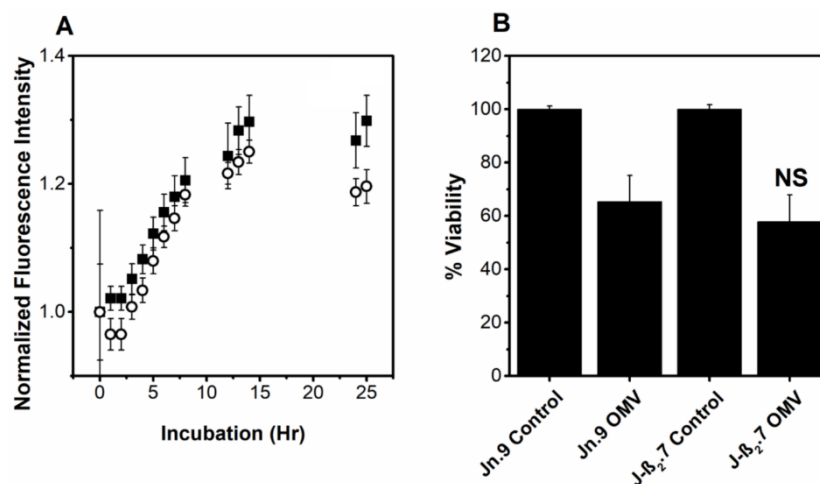 A
Normalized Fluorescence Intensity
1.4
1.2
1.0
0 5 10 15 20 25
Incubation (Hr)
B
% Viability
120
100
80
60
40
20
0
NS
Jn.9 Control
Jn.9 OMV
J-ß₂.7 Control
J-ß₂.7 OMV